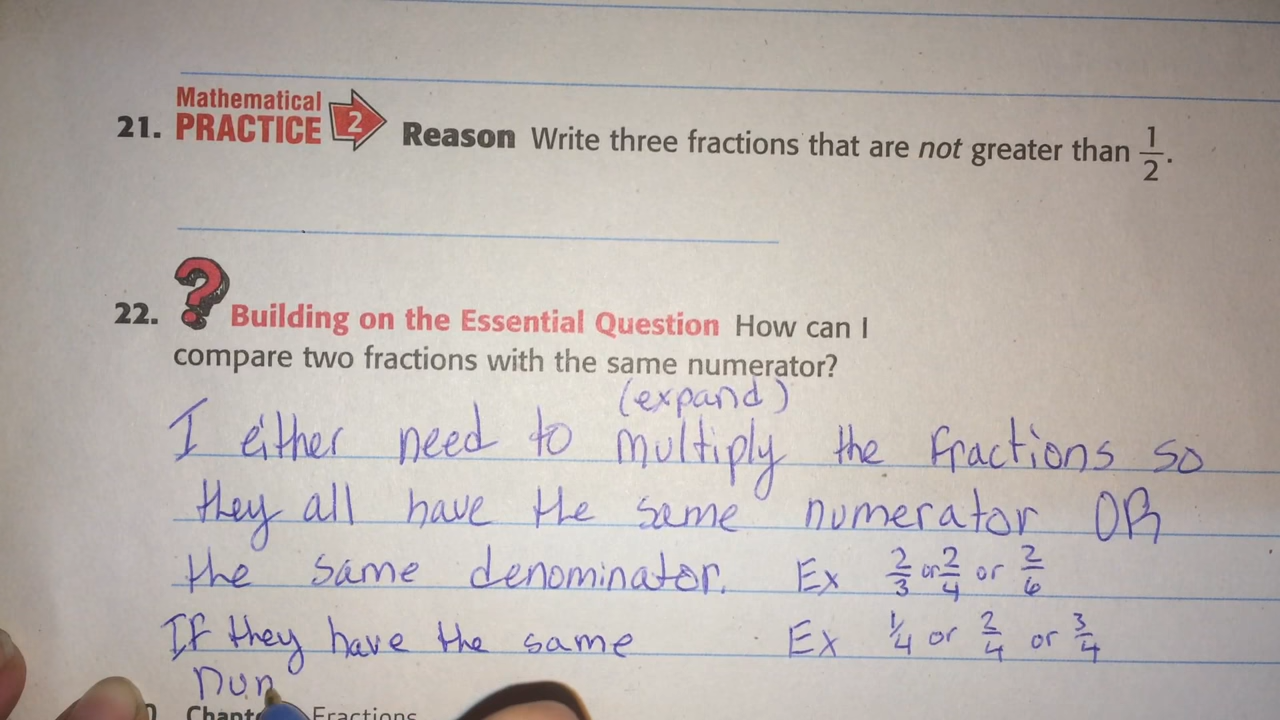 Mathematical
21. PRACTICE 2 Reason Write three fractions that are not greater than 1/2.
22. ? Building on the Essential Question How can I
compare two fractions with the same numerator?
(expand)
I either need to multiply the fractions so
they all have the same numerator OR
the same denominator. Ex 2/3 or 2/4 or 2/6
If they have the same Ex 1/4 or 2/4 or 3/4
num
Fractions